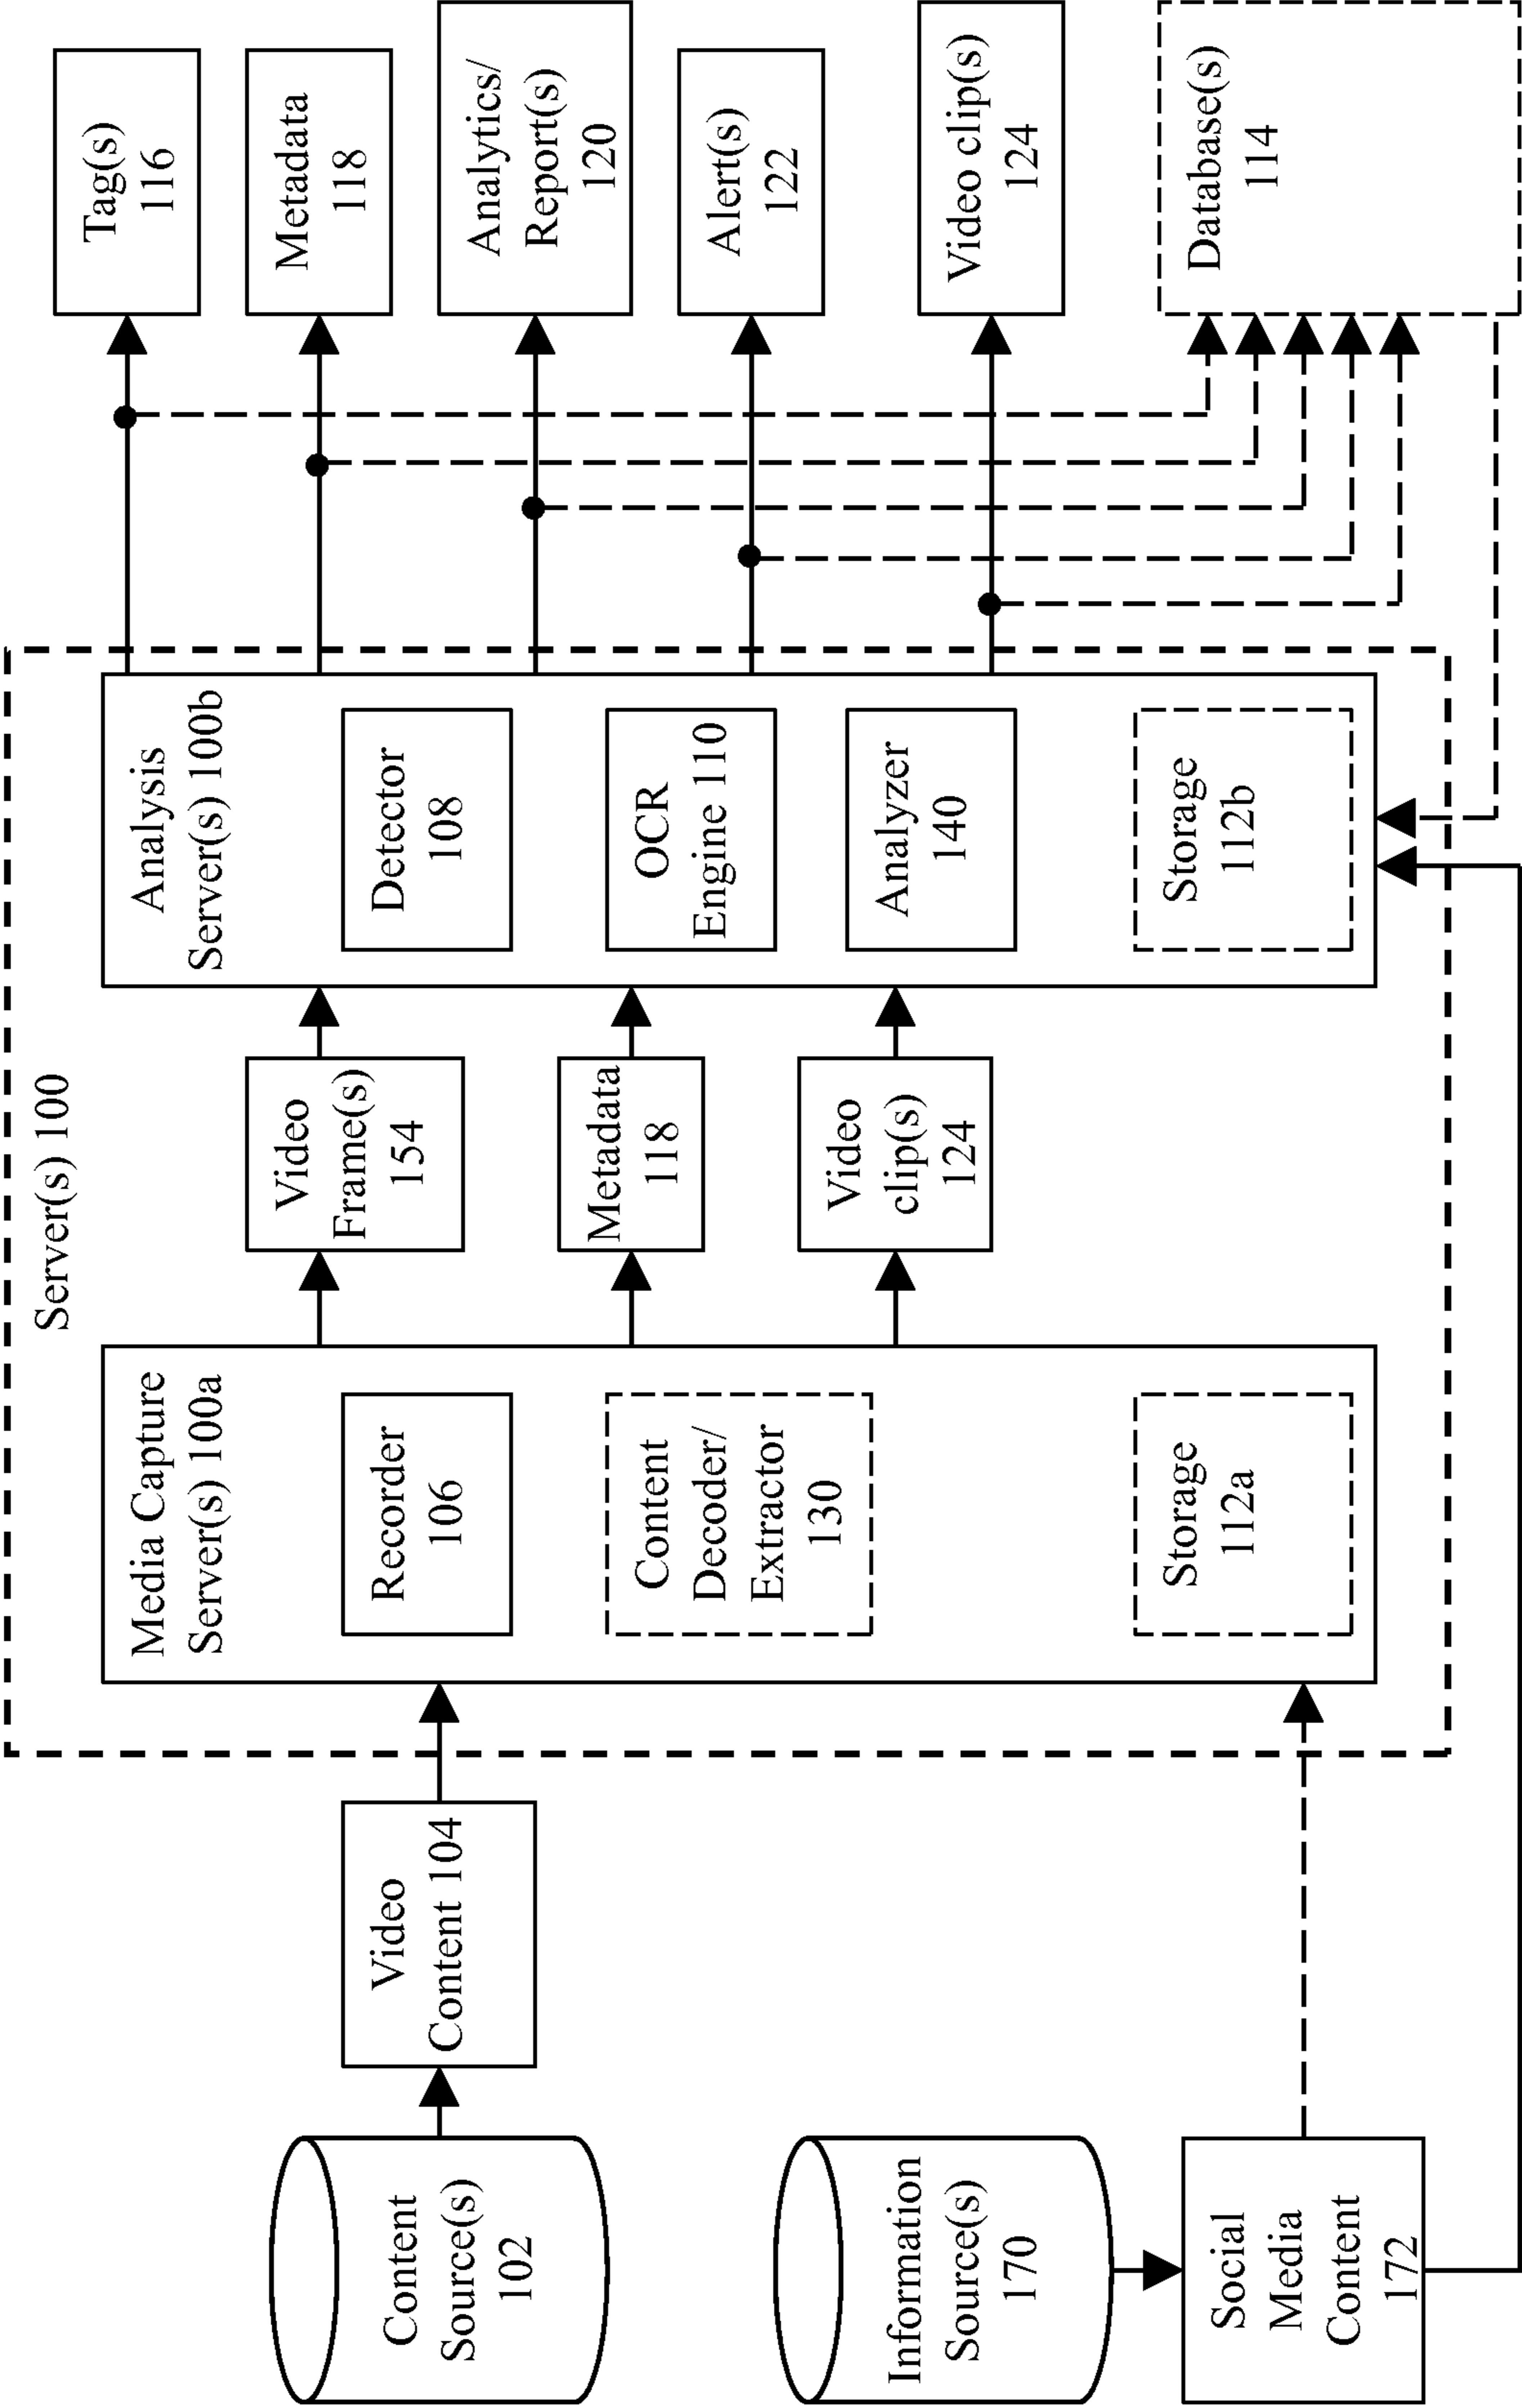 Server(s) 100
Content
Source(s)
102
Video
Content 104
Information
Source(s)
170
Social
Media
Content
172
Media Capture
Server(s) 100a
Recorder
106
Content
Decoder/
Extractor
130
Storage
112a
Video
Frame(s)
154
Metadata
118
Video
clip(s)
124
Analysis
Server(s) 100b
Detector
108
OCR
Engine 110
Analyzer
140
Storage
112b
Tag(s)
116
Metadata
118
Analytics/
Report(s)
120
Alert(s)
122
Video clip(s)
124
Database(s)
114